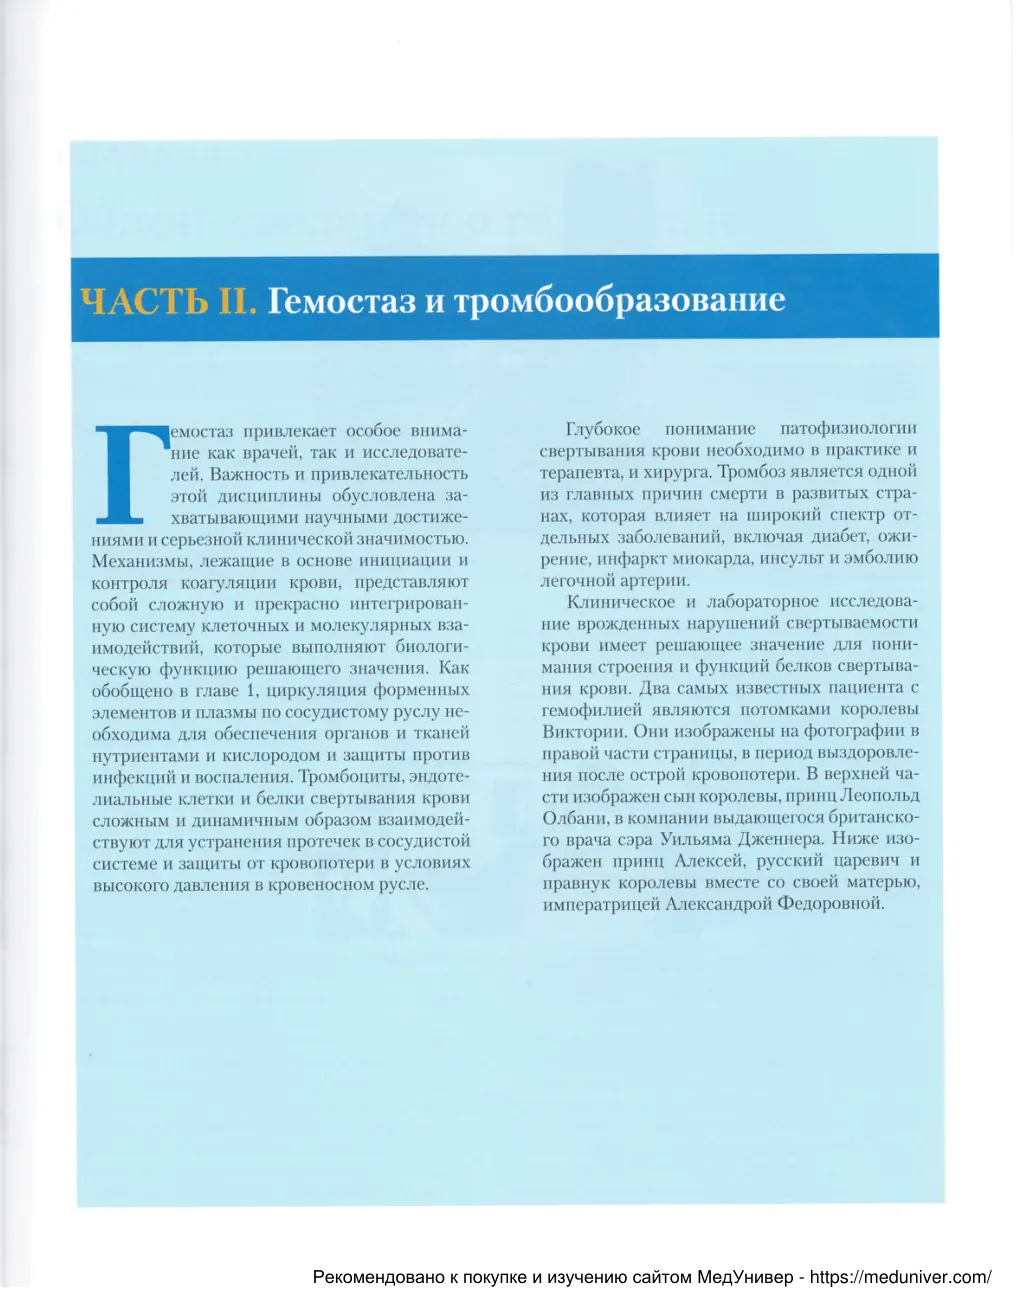 ЧАСТЬ II. Гемостаз и тромбообразование
Гемостаз привлекает особое внима-
ние как врачей, так и исследовате-
лей. Важность и привлекательность
этой дисциплины обусловлена за-
хватывающими научными достиже-
ниями и серьезной клинической значимостью.
Механизмы, лежащие в основе инициации и
контроля коагуляции крови, представляют
собой сложную и прекрасно интегрирован-
ную систему клеточных и молекулярных вза-
имодействий, которые выполняют биологи-
ческую функцию решающего значения. Как
обобщено в главе 1, циркуляция форменных
элементов и плазмы по сосудистому руслу не-
обходима для обеспечения органов и тканей
нутриентами и кислородом и защиты против
инфекций и воспаления. Тромбоциты, эндоте-
лиальные клетки и белки свертывания крови
сложным и динамичным образом взаимодей-
ствуют для устранения протечек в сосудистой
системе и защиты от кровопотери в условиях
высокого давления в кровеносном русле.
Глубокое понимание патофизиологии
свертывания крови необходимо в практике и
терапевта, и хирурга. Тромбоз является одной
из главных причин смерти в развитых стра-
нах, которая влияет на широкий спектр от-
дельных заболеваний, включая диабет, ожи-
рение, инфаркт миокарда, инсульт и эмболию
легочной артерии.
Клиническое и лабораторное исследова-
ние врожденных нарушений свертываемости
крови имеет решающее значение для пони-
мания строения и функций белков свертыва-
ния крови. Два самых известных пациента с
гемофилией являются потомками королевы
Виктории. Они изображены на фотографии в
правой части страницы, в период выздоровле-
ния после острой кровопотери. В верхней ча-
сти изображен сын королевы, принц Леопольд
Олбани, в компании выдающегося британско-
го врача сэра Уильяма Дженнера. Ниже изо-
бражен принц Алексей, русский царевич и
правнук королевы вместе со своей матерью,
императрицей Александрой Федоровной.
Рекомендовано к покупке и изучению сайтом МедУнивер - https://meduniver.com/